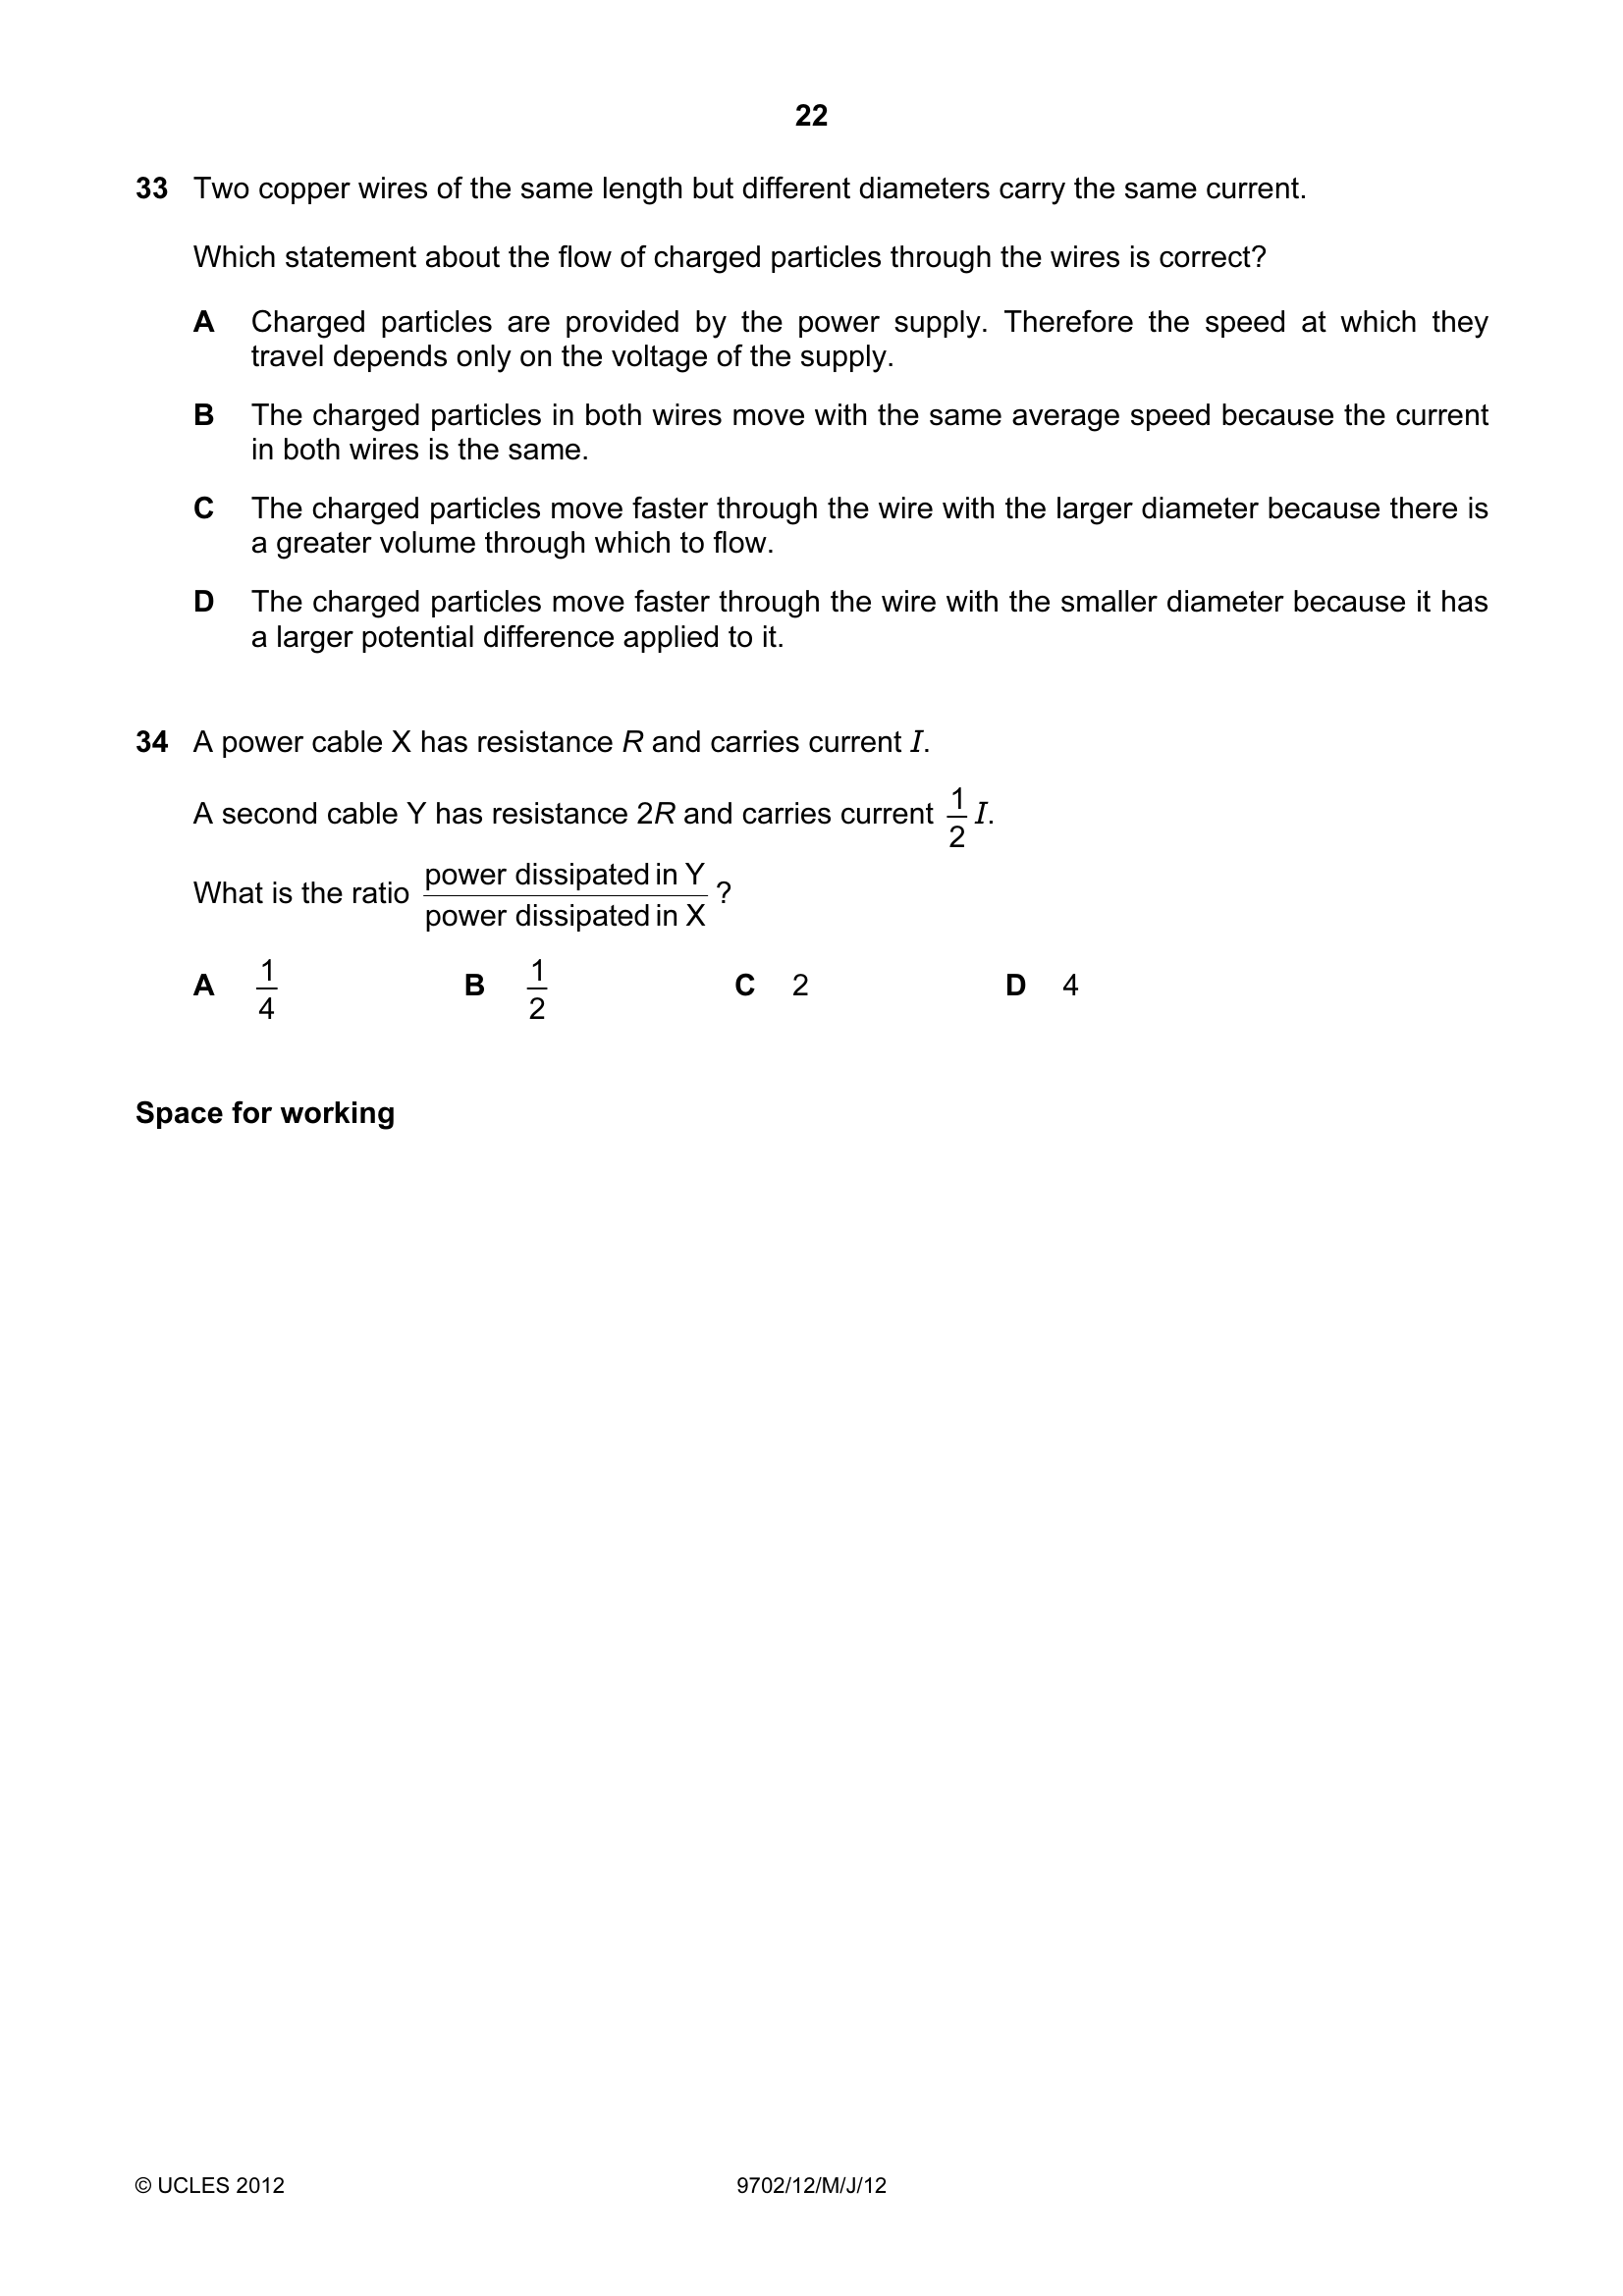 22
33 Two copper wires of the same length but different diameters carry the same current.
Which statement about the flow of charged particles through the wires is correct?
A Charged particles are provided by the power supply. Therefore the speed at which they
travel depends only on the voltage of the supply.
B The charged particles in both wires move with the same average speed because the current
in both wires is the same.
C The charged particles move faster through the wire with the larger diameter because there is
a greater volume through which to flow.
D The charged particles move faster through the wire with the smaller diameter because it has
a larger potential difference applied to it.
34 A power cable X has resistance R and carries current I.
A second cable Y has resistance 2R and carries current 1/2 I.
What is the ratio power dissipated in Y / power dissipated in X ?
A 1/4 B 1/2 C 2 D 4
Space for working
© UCLES 2012 9702/12/M/J/12